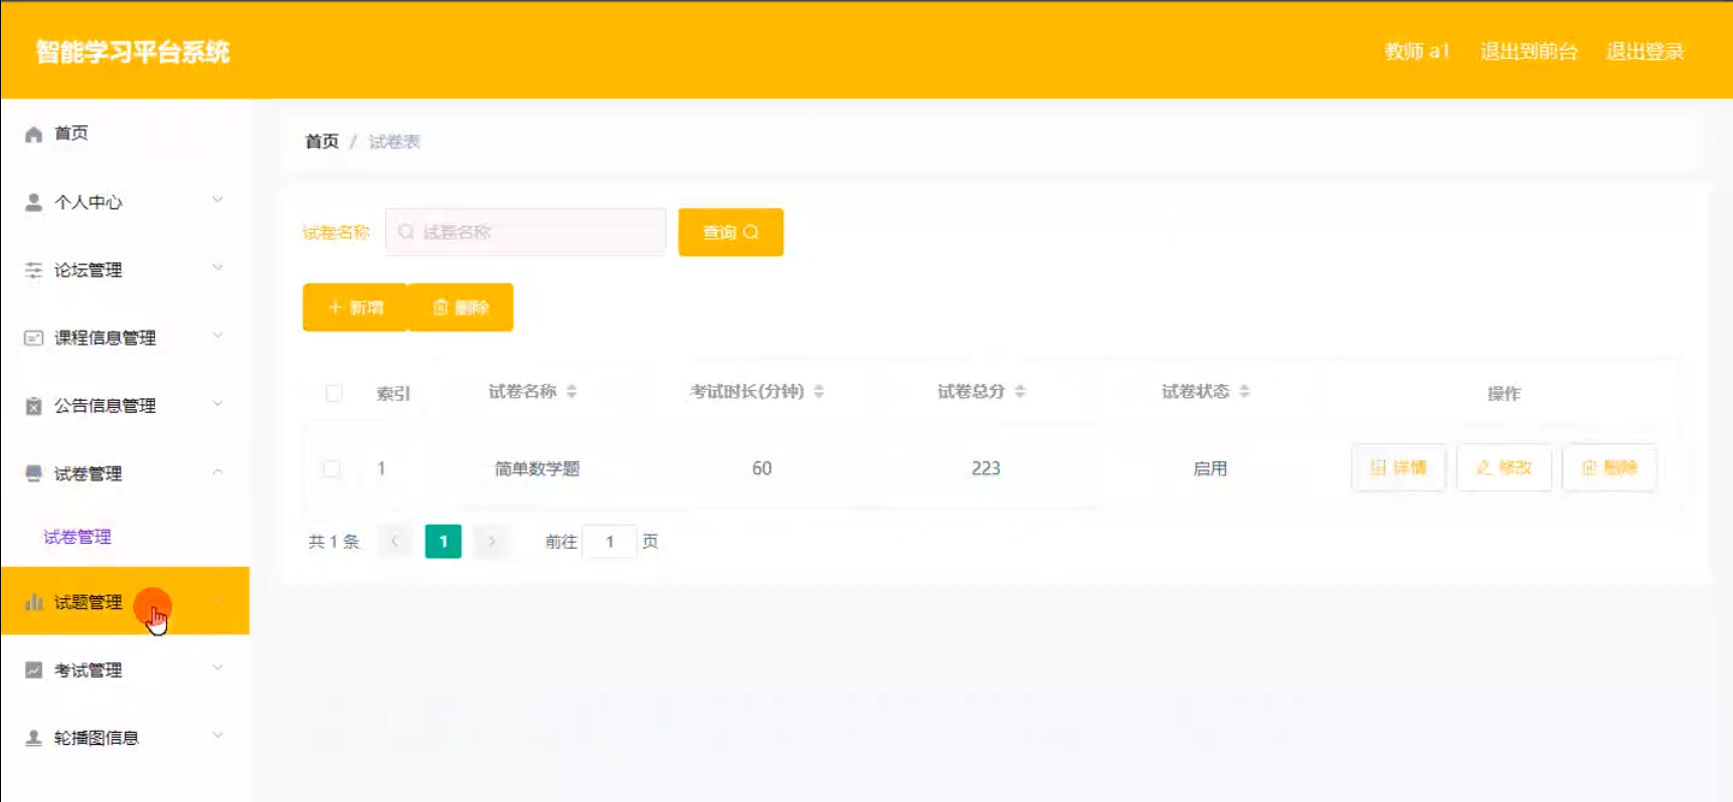 智能学习平台系统
教师 a1 退出到前台 退出登录
首页
个人中心
论坛管理
课程信息管理
公告信息管理
试卷管理
试卷管理
试题管理
考试管理
轮播图信息
首页 / 试卷表
试卷名称 试卷名称 查询
新增 删除
索引 试卷名称 考试时长(分钟) 试卷总分 试卷状态 操作
1 简单数学题 60 223 启用 详情 修改 删除
共 1 条 1 前往 1 页